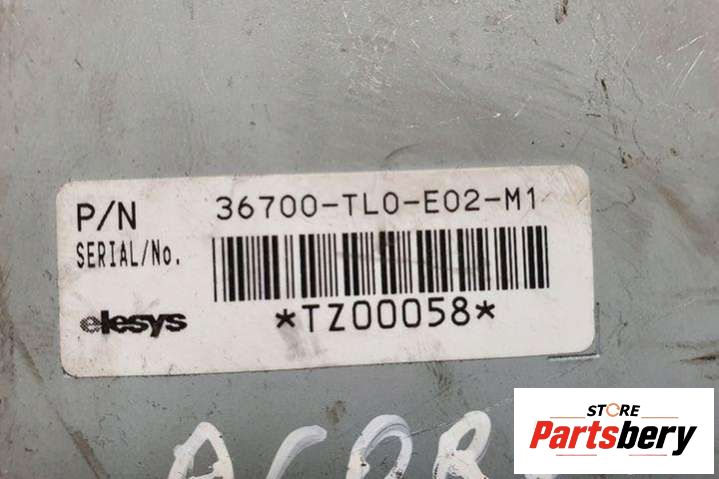 P/N 36700-TL0-E02-M1
SERIAL/No.
elesys *TZ00058*
STORE
Partsbery